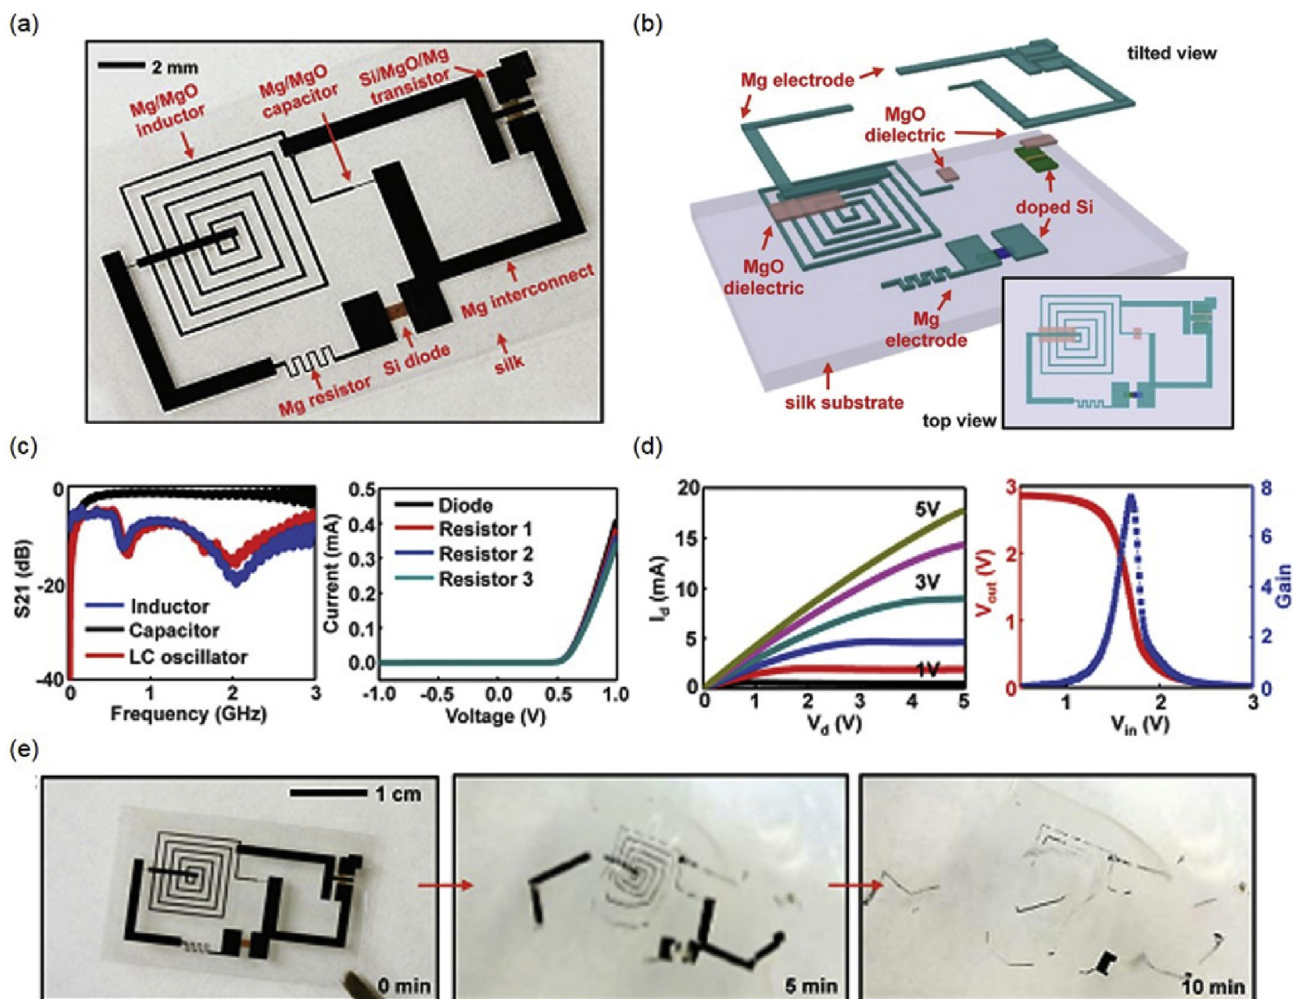 (a)
2 mm
Mg/MgO
inductor
Mg/MgO
capacitor
Si/MgO/Mg
transistor
Mg interconnect
Si diode
silk
Mg resistor
(b)
tilted view
Mg electrode
MgO
dielectric
doped Si
MgO
dielectric
Mg
electrode
silk substrate
top view
(c)
0
-20
-40
S21 (dB)
Inductor
Capacitor
LC oscillator
0
1
2
3
Frequency (GHz)
0.5
0.4
0.3
0.2
0.1
0.0
Current (mA)
Diode
Resistor 1
Resistor 2
Resistor 3
-1.0
-0.5
0.0
0.5
1.0
Voltage (V)
(d)
20
15
10
5
0
I_d (mA)
5V
3V
1V
0
1
2
3
4
5
V_d (V)
3
2
1
0
V_out (V)
8
6
4
2
0
Gain
1
2
3
V_in (V)
(e)
1 cm
0 min
5 min
10 min